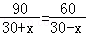 90/(30+x) = 60/(30−x)